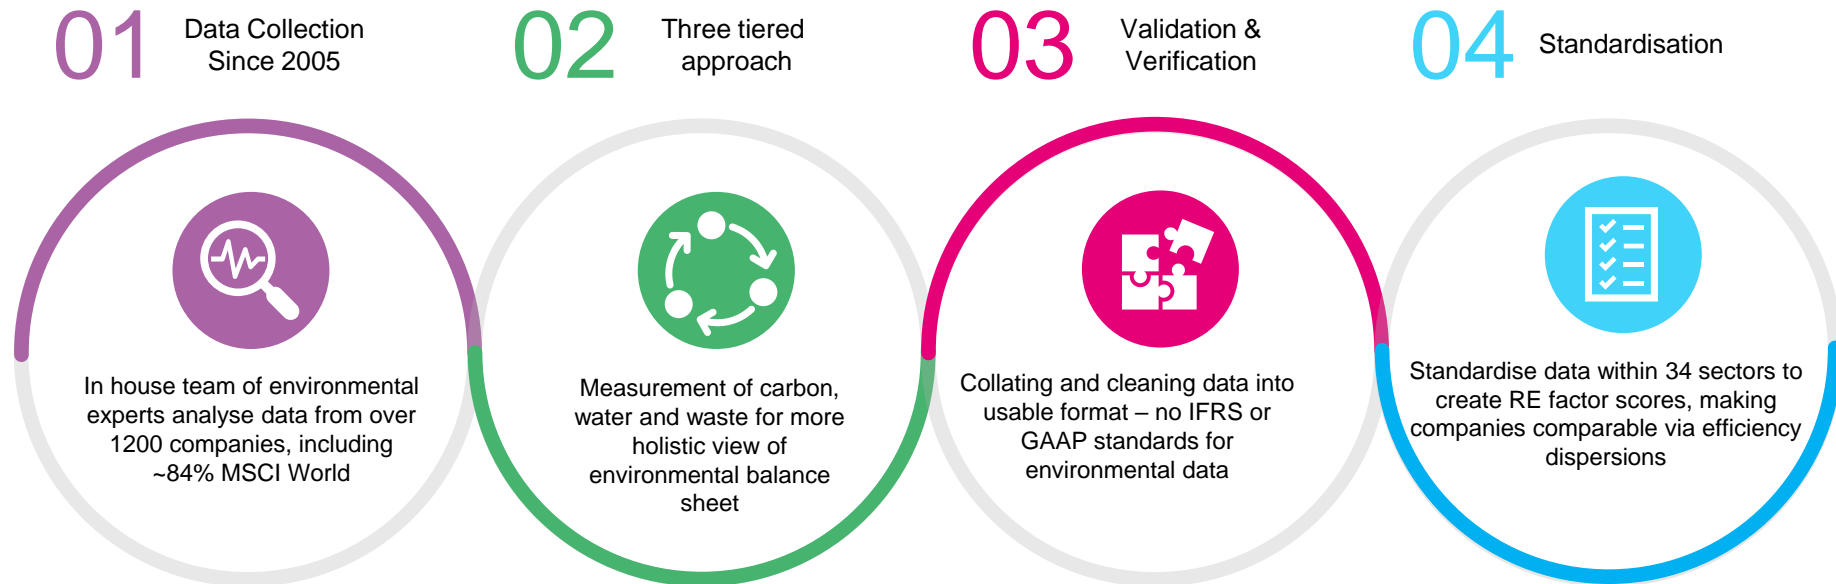 01
Data Collection
Since 2005
In house team of environmental
experts analyse data from over
1200 companies, including
~84% MSCI World
02
Three tiered
approach
Measurement of carbon,
water and waste for more
holistic view of
environmental balance
sheet
03
Validation &
Verification
Collating and cleaning data into
usable format – no IFRS or
GAAP standards for
environmental data
04
Standardisation
Standardise data within 34 sectors to
create RE factor scores, making
companies comparable via efficiency
dispersions